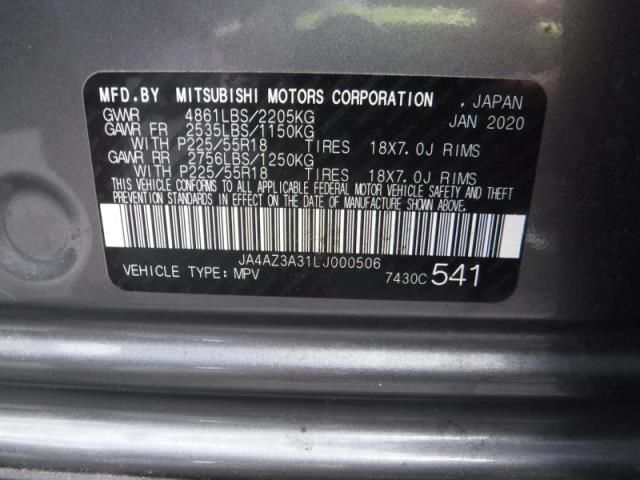 MFD.BY MITSUBISHI MOTORS CORPORATION , JAPAN
GVWR 4861LBS/2205KG JAN 2020
GAWR FR 2535LBS/1150KG
WITH P225/55R18 TIRES 18X7.0J RIMS
GAWR RR 2756LBS/1250KG
WITH P225/55R18 TIRES 18X7.0J RIMS
THIS VEHICLE CONFORMS TO ALL APPLICABLE FEDERAL MOTOR VEHICLE SAFETY AND THEFT
PREVENTION STANDARDS IN EFFECT ON THE DATE OF MANUFACTURE SHOWN ABOVE.
JA4AZ3A31LJ000506
VEHICLE TYPE: MPV 7430C 541